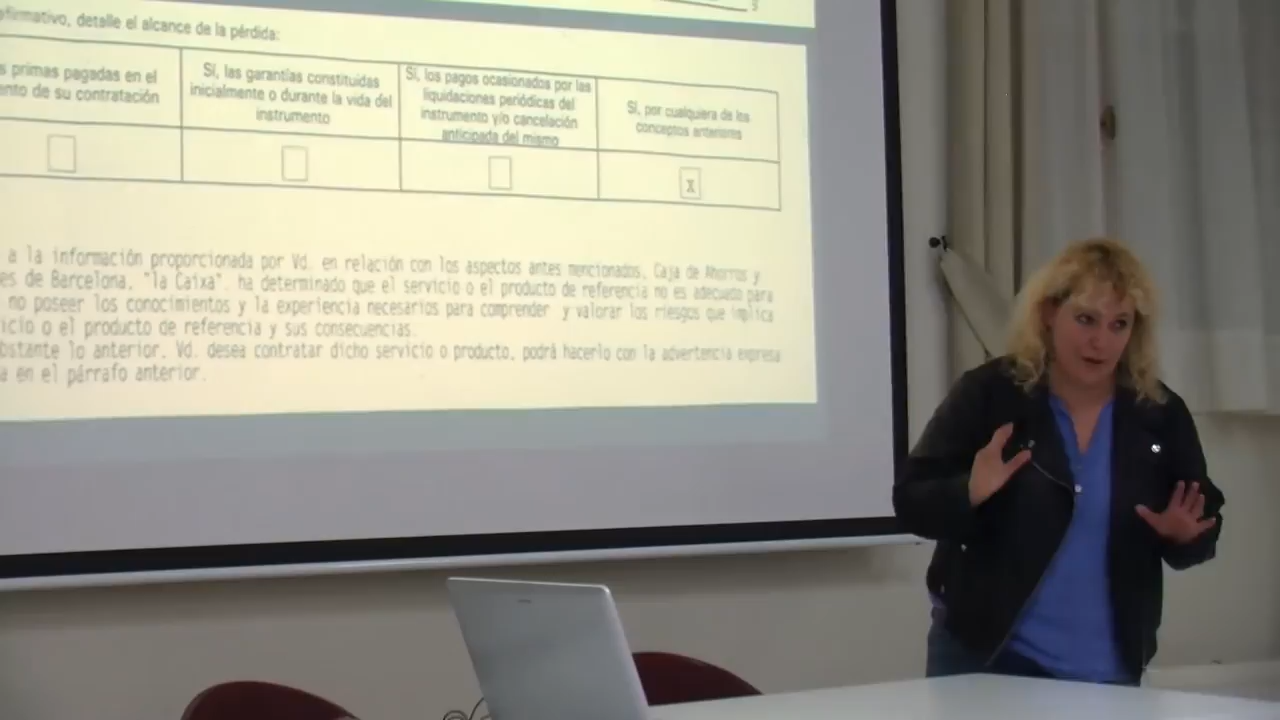 afirmativo, detalle el alcance de la pérdida:
s primas pagadas en el
ento de su contratación
Sí, las garantías constituidas
inicialmente o durante la vida del
instrumento
Sí, los pagos ocasionados por las
liquidaciones periódicas del
instrumento y/o cancelación
anticipada del mismo
Sí, por cualquiera de los
conceptos anteriores
X
a la información proporcionada por Vd. en relación con los aspectos antes mencionados, Caja de Ahorros y
es de Barcelona, "la Caixa". ha determinado que el servicio o el producto de referencia no es adecuado para
no poseer los conocimientos y la experiencia necesarios para comprender y valorar los riesgos que implica
icio o el producto de referencia y sus consecuencias.
bstante lo anterior, Vd. desea contratar dicho servicio o producto, podrá hacerlo con la advertencia expresa
a en el párrafo anterior.